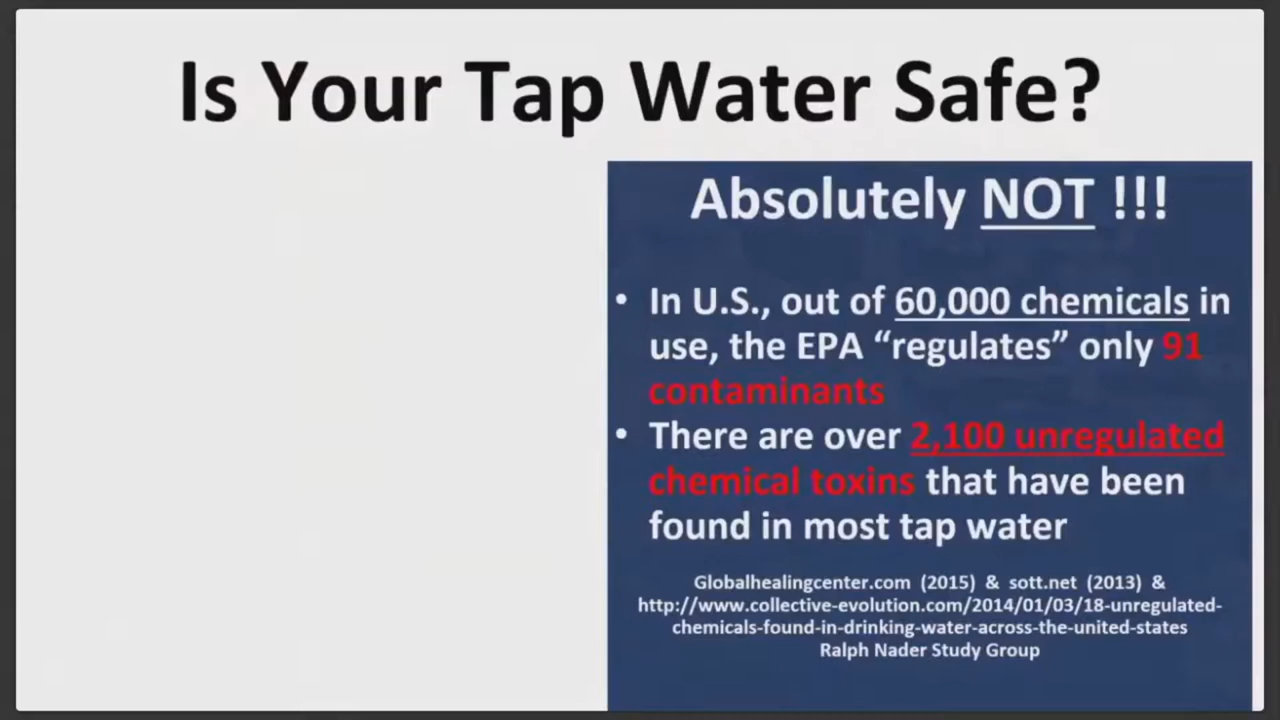 Is Your Tap Water Safe?
Absolutely NOT !!!
• In U.S., out of 60,000 chemicals in
use, the EPA “regulates” only 91
contaminants
• There are over 2,100 unregulated
chemical toxins that have been
found in most tap water
Globalhealingcenter.com (2015) & sott.net (2013) &
http://www.collective-evolution.com/2014/01/03/18-unregulated-
chemicals-found-in-drinking-water-across-the-united-states
Ralph Nader Study Group